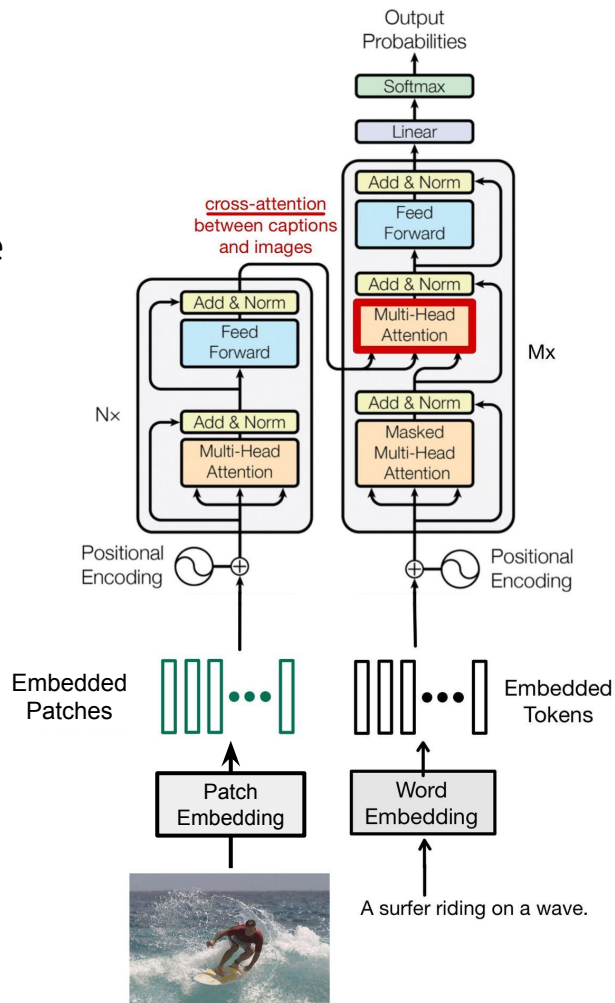 Output
Probabilities
Softmax
Linear
Add & Norm
Feed
Forward
cross-attention
between captions
and images
e
Add & Norm
Multi-Head
Attention
Mx
Add & Norm
Feed
Forward
Nx
Add & Norm
Multi-Head
Attention
Add & Norm
Masked
Multi-Head
Attention
Positional
Encoding
Positional
Encoding
Embedded
Patches
Embedded
Tokens
Patch
Embedding
Word
Embedding
A surfer riding on a wave.